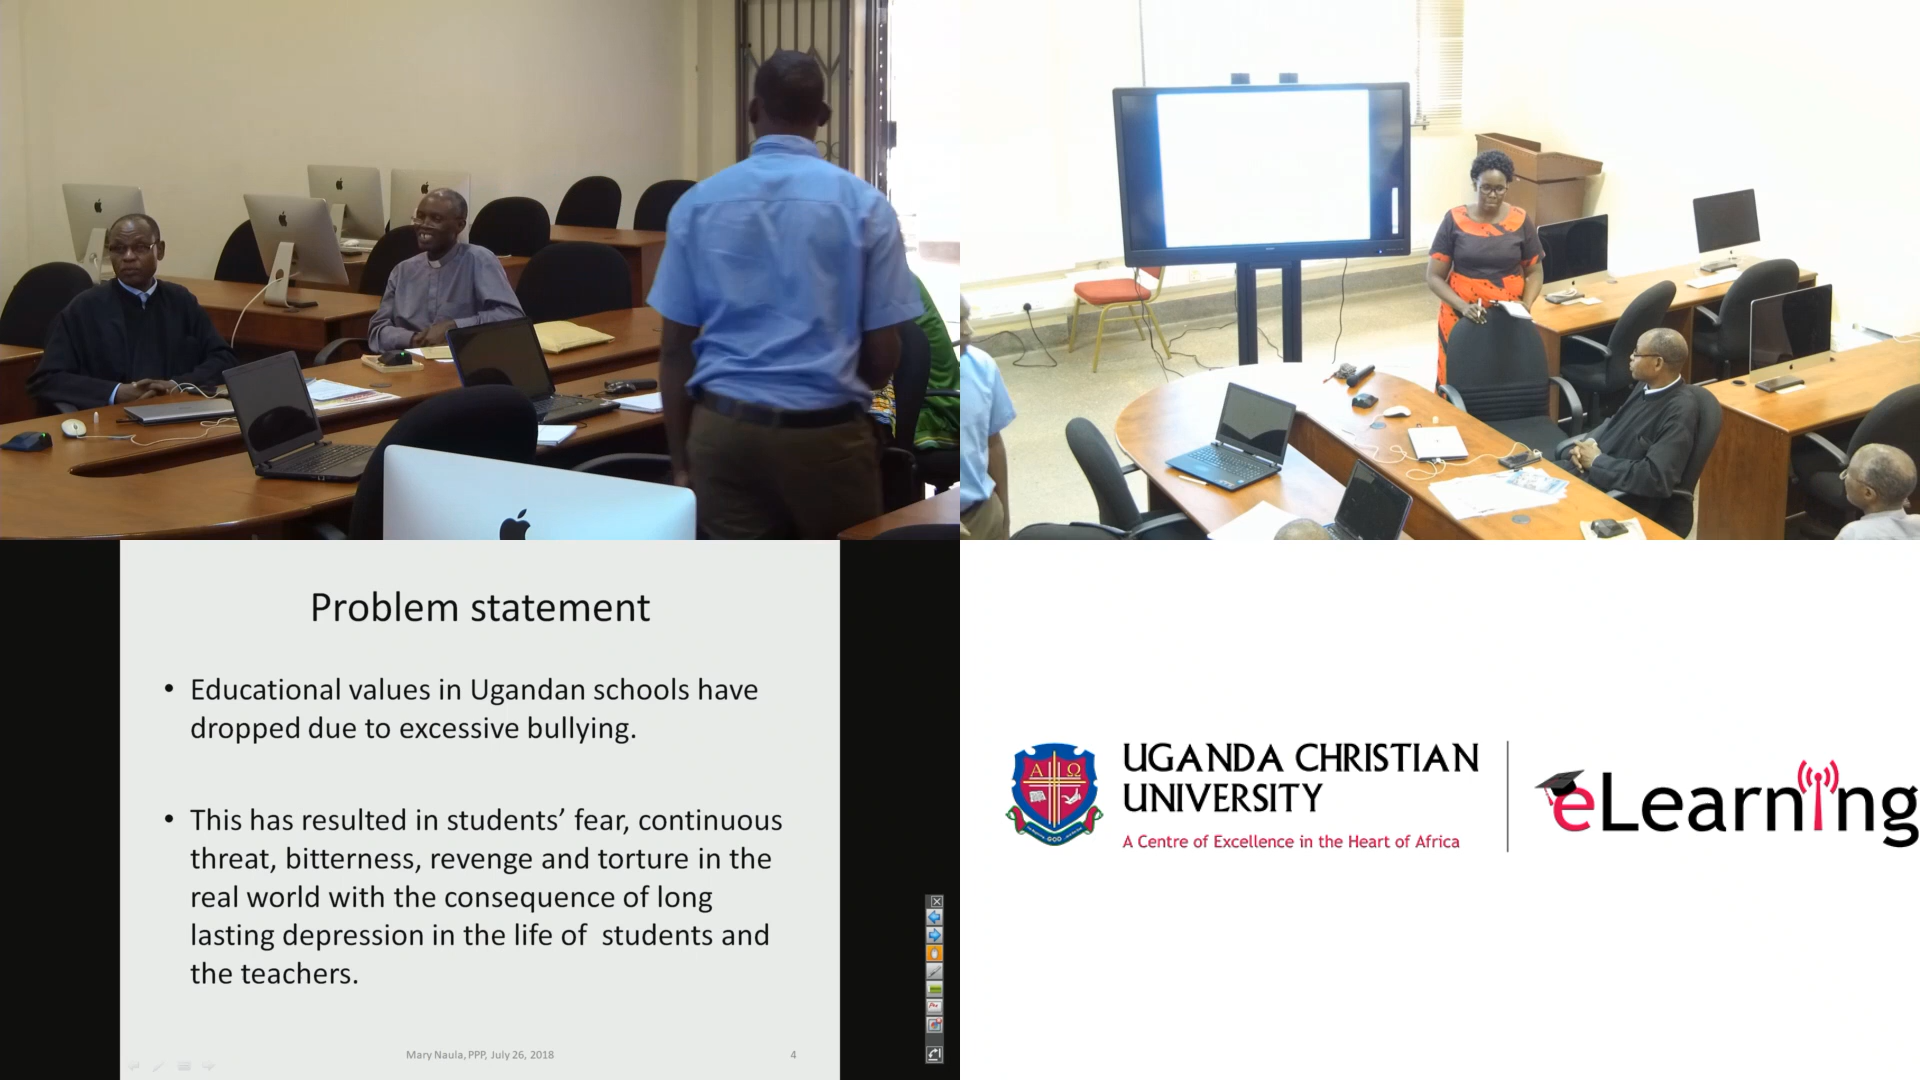 Problem statement
• Educational values in Ugandan schools have
dropped due to excessive bullying.
• This has resulted in students’ fear, continuous
threat, bitterness, revenge and torture in the
real world with the consequence of long
lasting depression in the life of students and
the teachers.
Mary Naula, PPP, July 26, 2018
4
Α Ω
UGANDA CHRISTIAN
UNIVERSITY
A Centre of Excellence in the Heart of Africa
eLearning